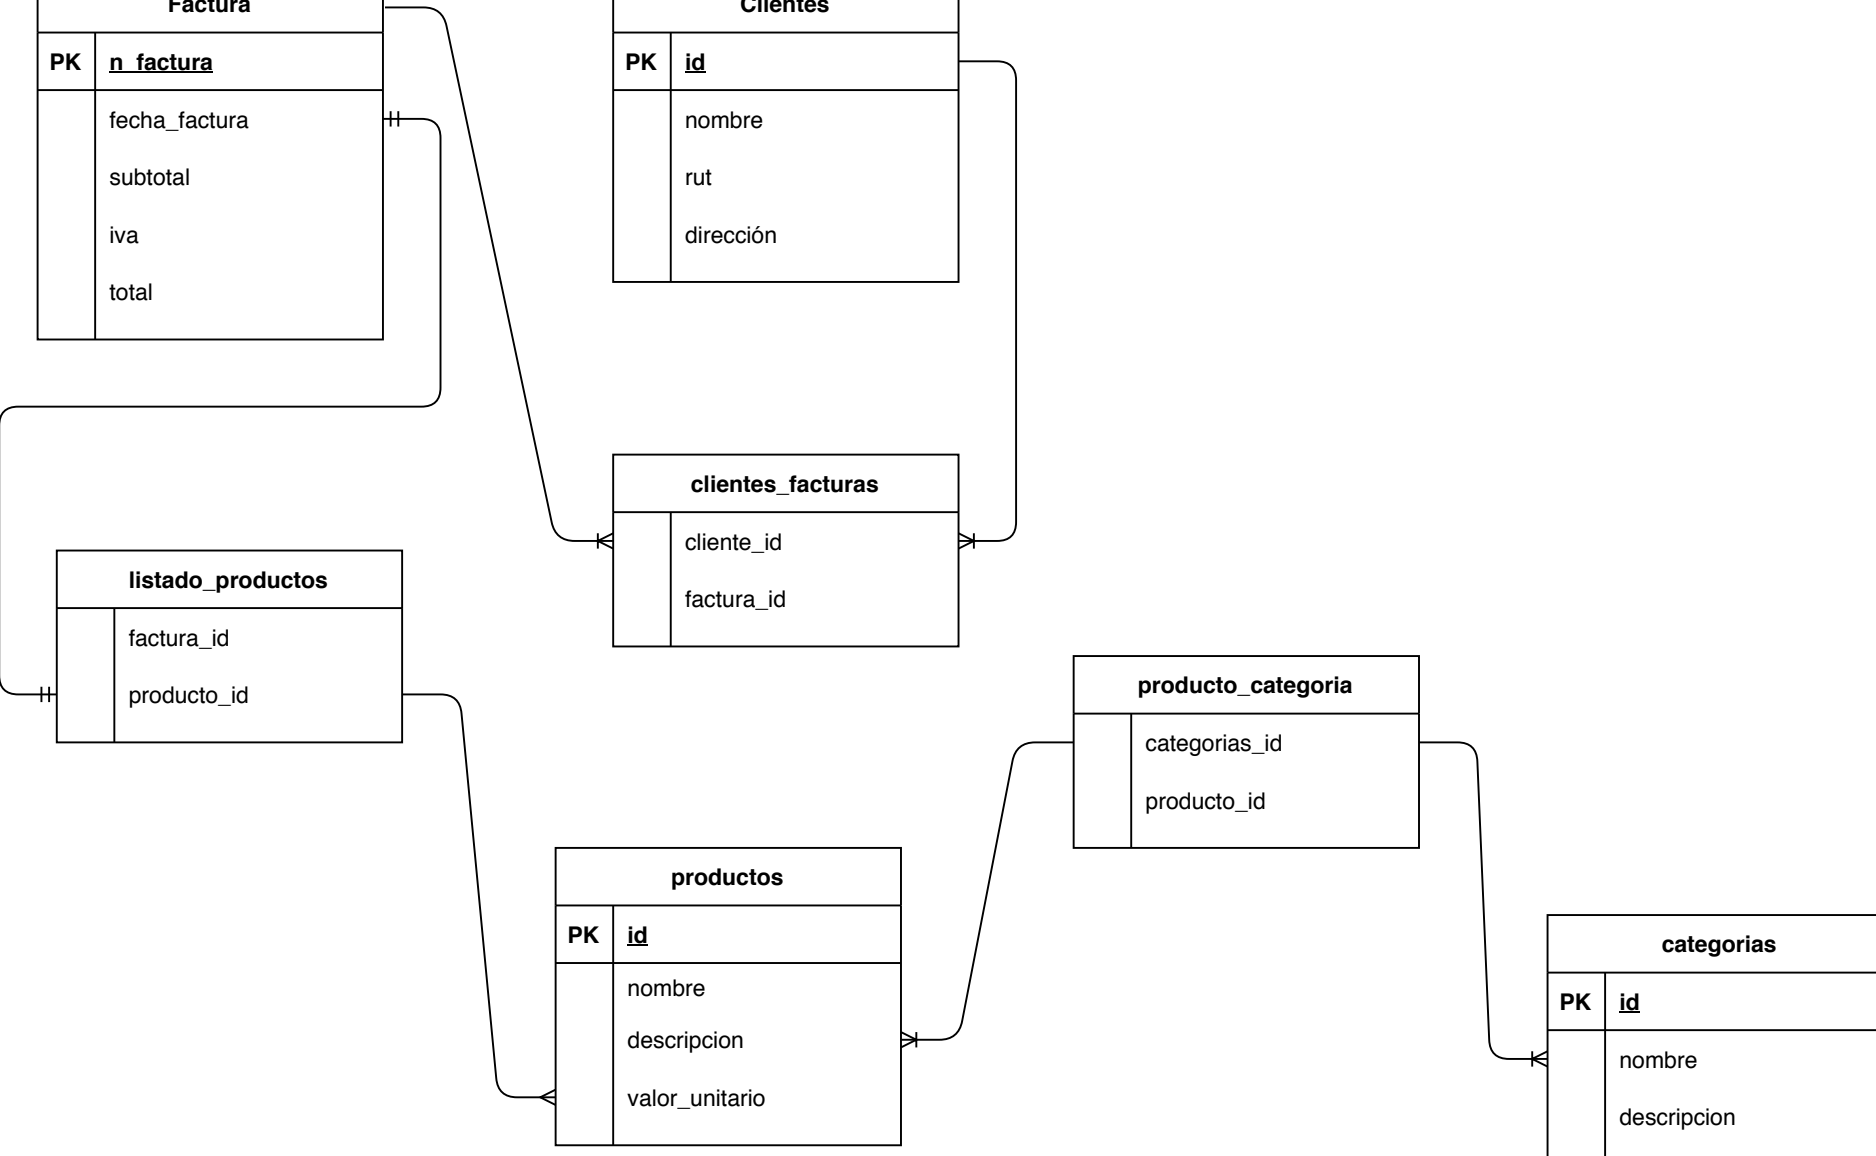 Factura
PK n_factura
fecha_factura
subtotal
iva
total
Clientes
PK id
nombre
rut
dirección
clientes_facturas
cliente_id
factura_id
listado_productos
factura_id
producto_id
producto_categoria
categorias_id
producto_id
productos
PK id
nombre
descripcion
valor_unitario
categorias
PK id
nombre
descripcion